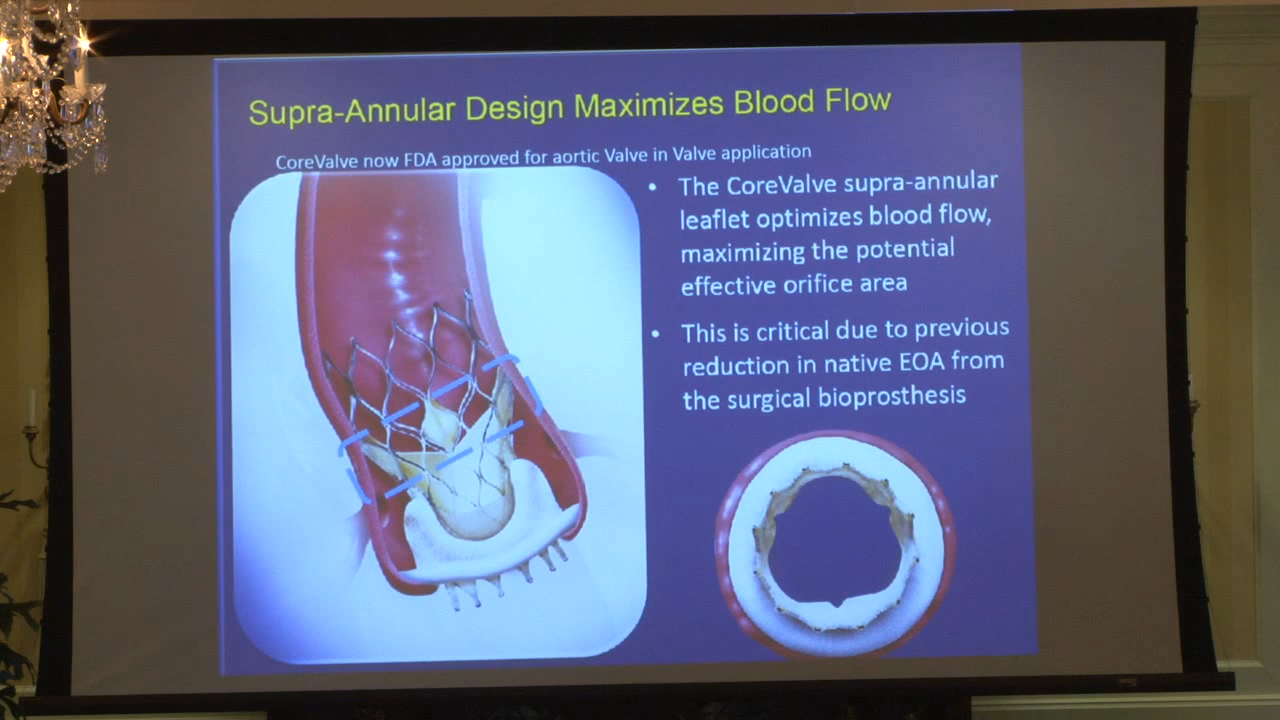 Supra-Annular Design Maximizes Blood Flow
CoreValve now FDA approved for aortic Valve in Valve application
• The CoreValve supra-annular
leaflet optimizes blood flow,
maximizing the potential
effective orifice area
• This is critical due to previous
reduction in native EOA from
the surgical bioprosthesis